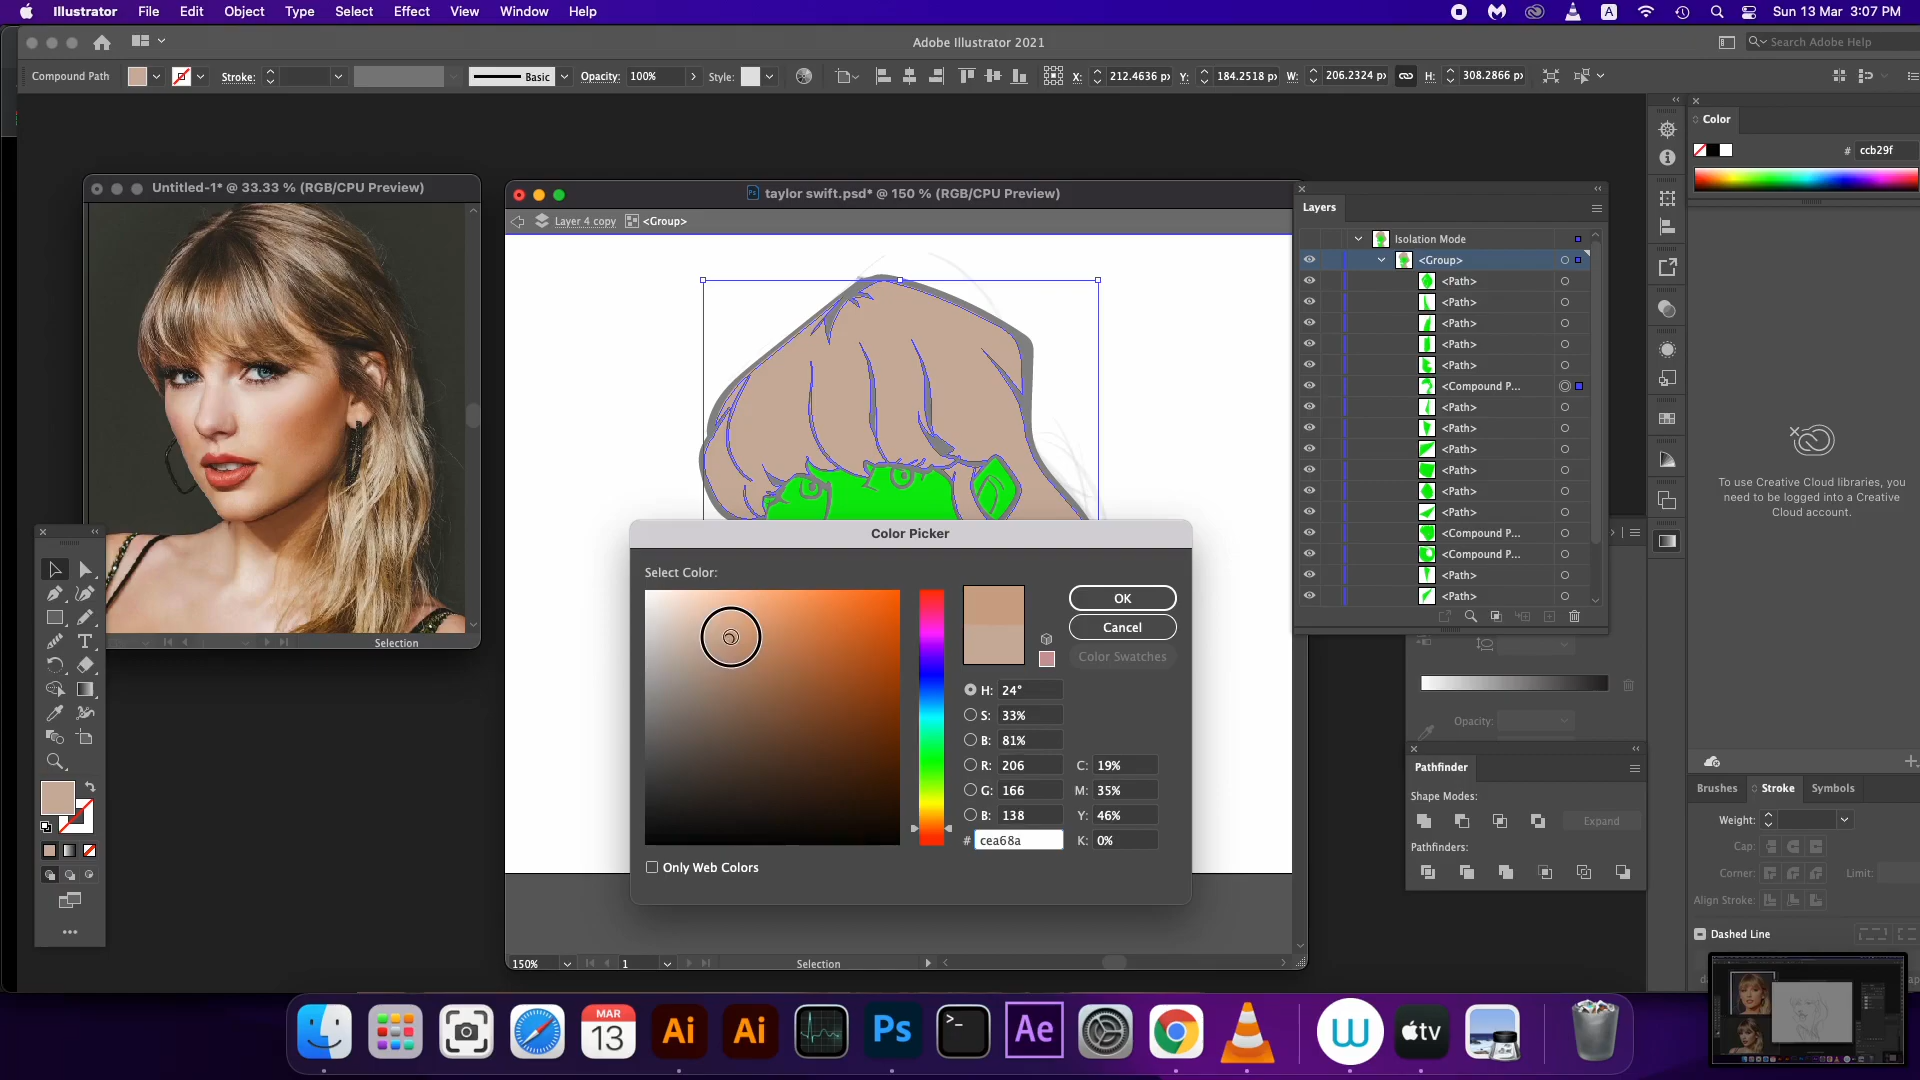 Illustrator File Edit Object Type Select Effect View Window Help
A Sun 13 Mar 3:07 PM
Adobe Illustrator 2021
Search Adobe Help
Compound Path Stroke: Basic Opacity: 100% Style: X: 212.4636 px Y: 184.2518 px W: 206.2324 px H: 308.2866 px
Color
# ccb29f
Untitled-1* @ 33.33 % (RGB/CPU Preview)
taylor swift.psd* @ 150 % (RGB/CPU Preview)
Layer 4 copy <Group>
Layers
Isolation Mode
<Group>
<Path>
<Path>
<Path>
<Path>
<Path>
<Compound P...
<Path>
<Path>
<Path>
<Path>
<Path>
<Path>
<Compound P...
<Compound P...
<Path>
<Path>
To use Creative Cloud libraries, you
need to be logged into a Creative
Cloud account.
Selection
Color Picker
Select Color:
OK
Cancel
Color Swatches
H: 24°
S: 33%
B: 81%
R: 206 C: 19%
G: 166 M: 35%
B: 138 Y: 46%
# cea68a K: 0%
Only Web Colors
Opacity:
Pathfinder
Shape Modes:
Expand
Pathfinders:
Brushes Stroke Symbols
Weight:
Cap:
Corner: Limit:
Align Stroke:
Dashed Line
150% 1 Selection
MAR
13
Ai
Ai
Ps
>_
Ae
W
tv